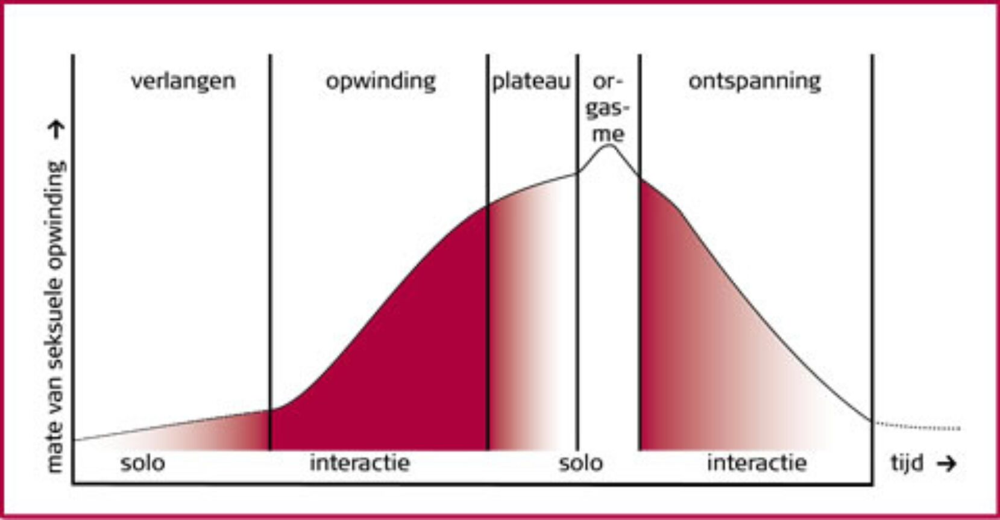 verlangen
opwinding
plateau
or-
gas-
me
ontspanning
mate van seksuele opwinding →
solo
interactie
solo
interactie
tijd →